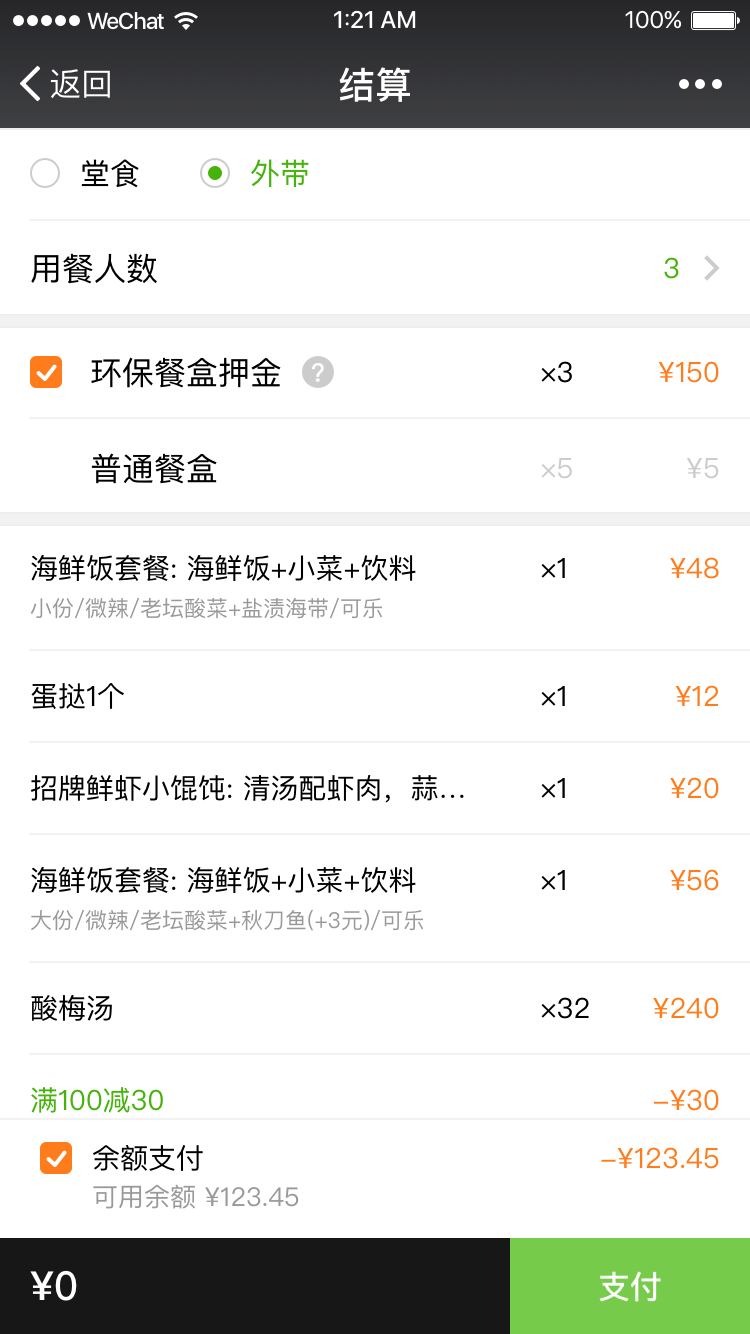 WeChat 1:21 AM 100%
返回 结算
堂食 外带
用餐人数 3
环保餐盒押金 ? ×3 ¥150
普通餐盒 ×5 ¥5
海鲜饭套餐: 海鲜饭+小菜+饮料 ×1 ¥48
小份/微辣/老坛酸菜+盐渍海带/可乐
蛋挞1个 ×1 ¥12
招牌鲜虾小馄饨: 清汤配虾肉，蒜... ×1 ¥20
海鲜饭套餐: 海鲜饭+小菜+饮料 ×1 ¥56
大份/微辣/老坛酸菜+秋刀鱼(+3元)/可乐
酸梅汤 ×32 ¥240
满100减30 –¥30
余额支付 –¥123.45
可用余额 ¥123.45
¥0 支付